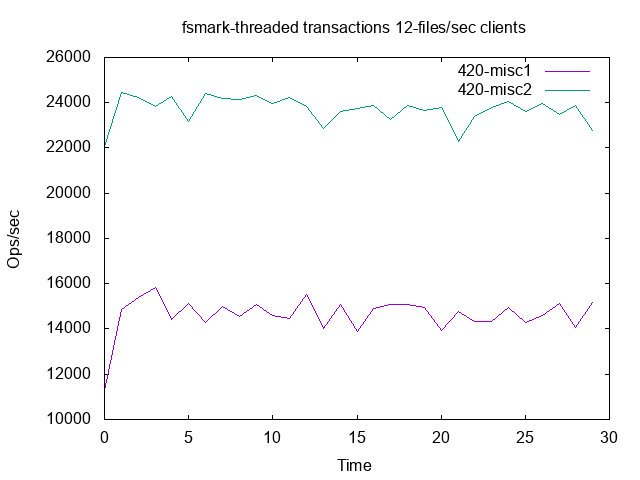 fsmark-threaded transactions 12-files/sec clients
26000
24000
22000
20000
18000
16000
14000
12000
10000
420-misc1
420-misc2
Ops/sec
0 5 10 15 20 25 30
Time